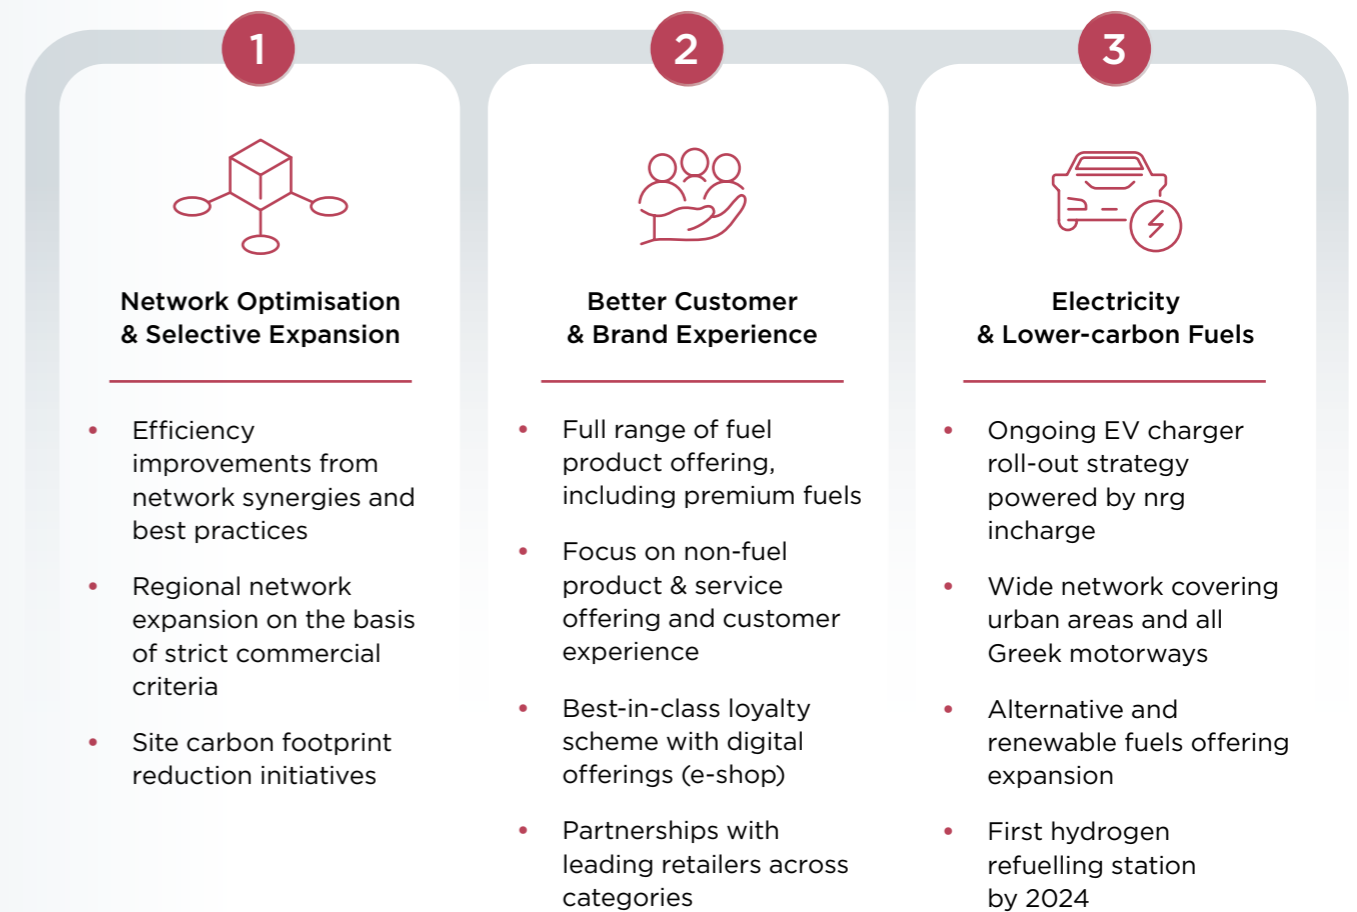 1
Network Optimisation
& Selective Expansion
• Efficiency
improvements from
network synergies and
best practices
• Regional network
expansion on the basis
of strict commercial
criteria
• Site carbon footprint
reduction initiatives
2
Better Customer
& Brand Experience
• Full range of fuel
product offering,
including premium fuels
• Focus on non-fuel
product & service
offering and customer
experience
• Best-in-class loyalty
scheme with digital
offerings (e-shop)
• Partnerships with
leading retailers across
categories
3
Electricity
& Lower-carbon Fuels
• Ongoing EV charger
roll-out strategy
powered by nrg
incharge
• Wide network covering
urban areas and all
Greek motorways
• Alternative and
renewable fuels offering
expansion
• First hydrogen
refuelling station
by 2024